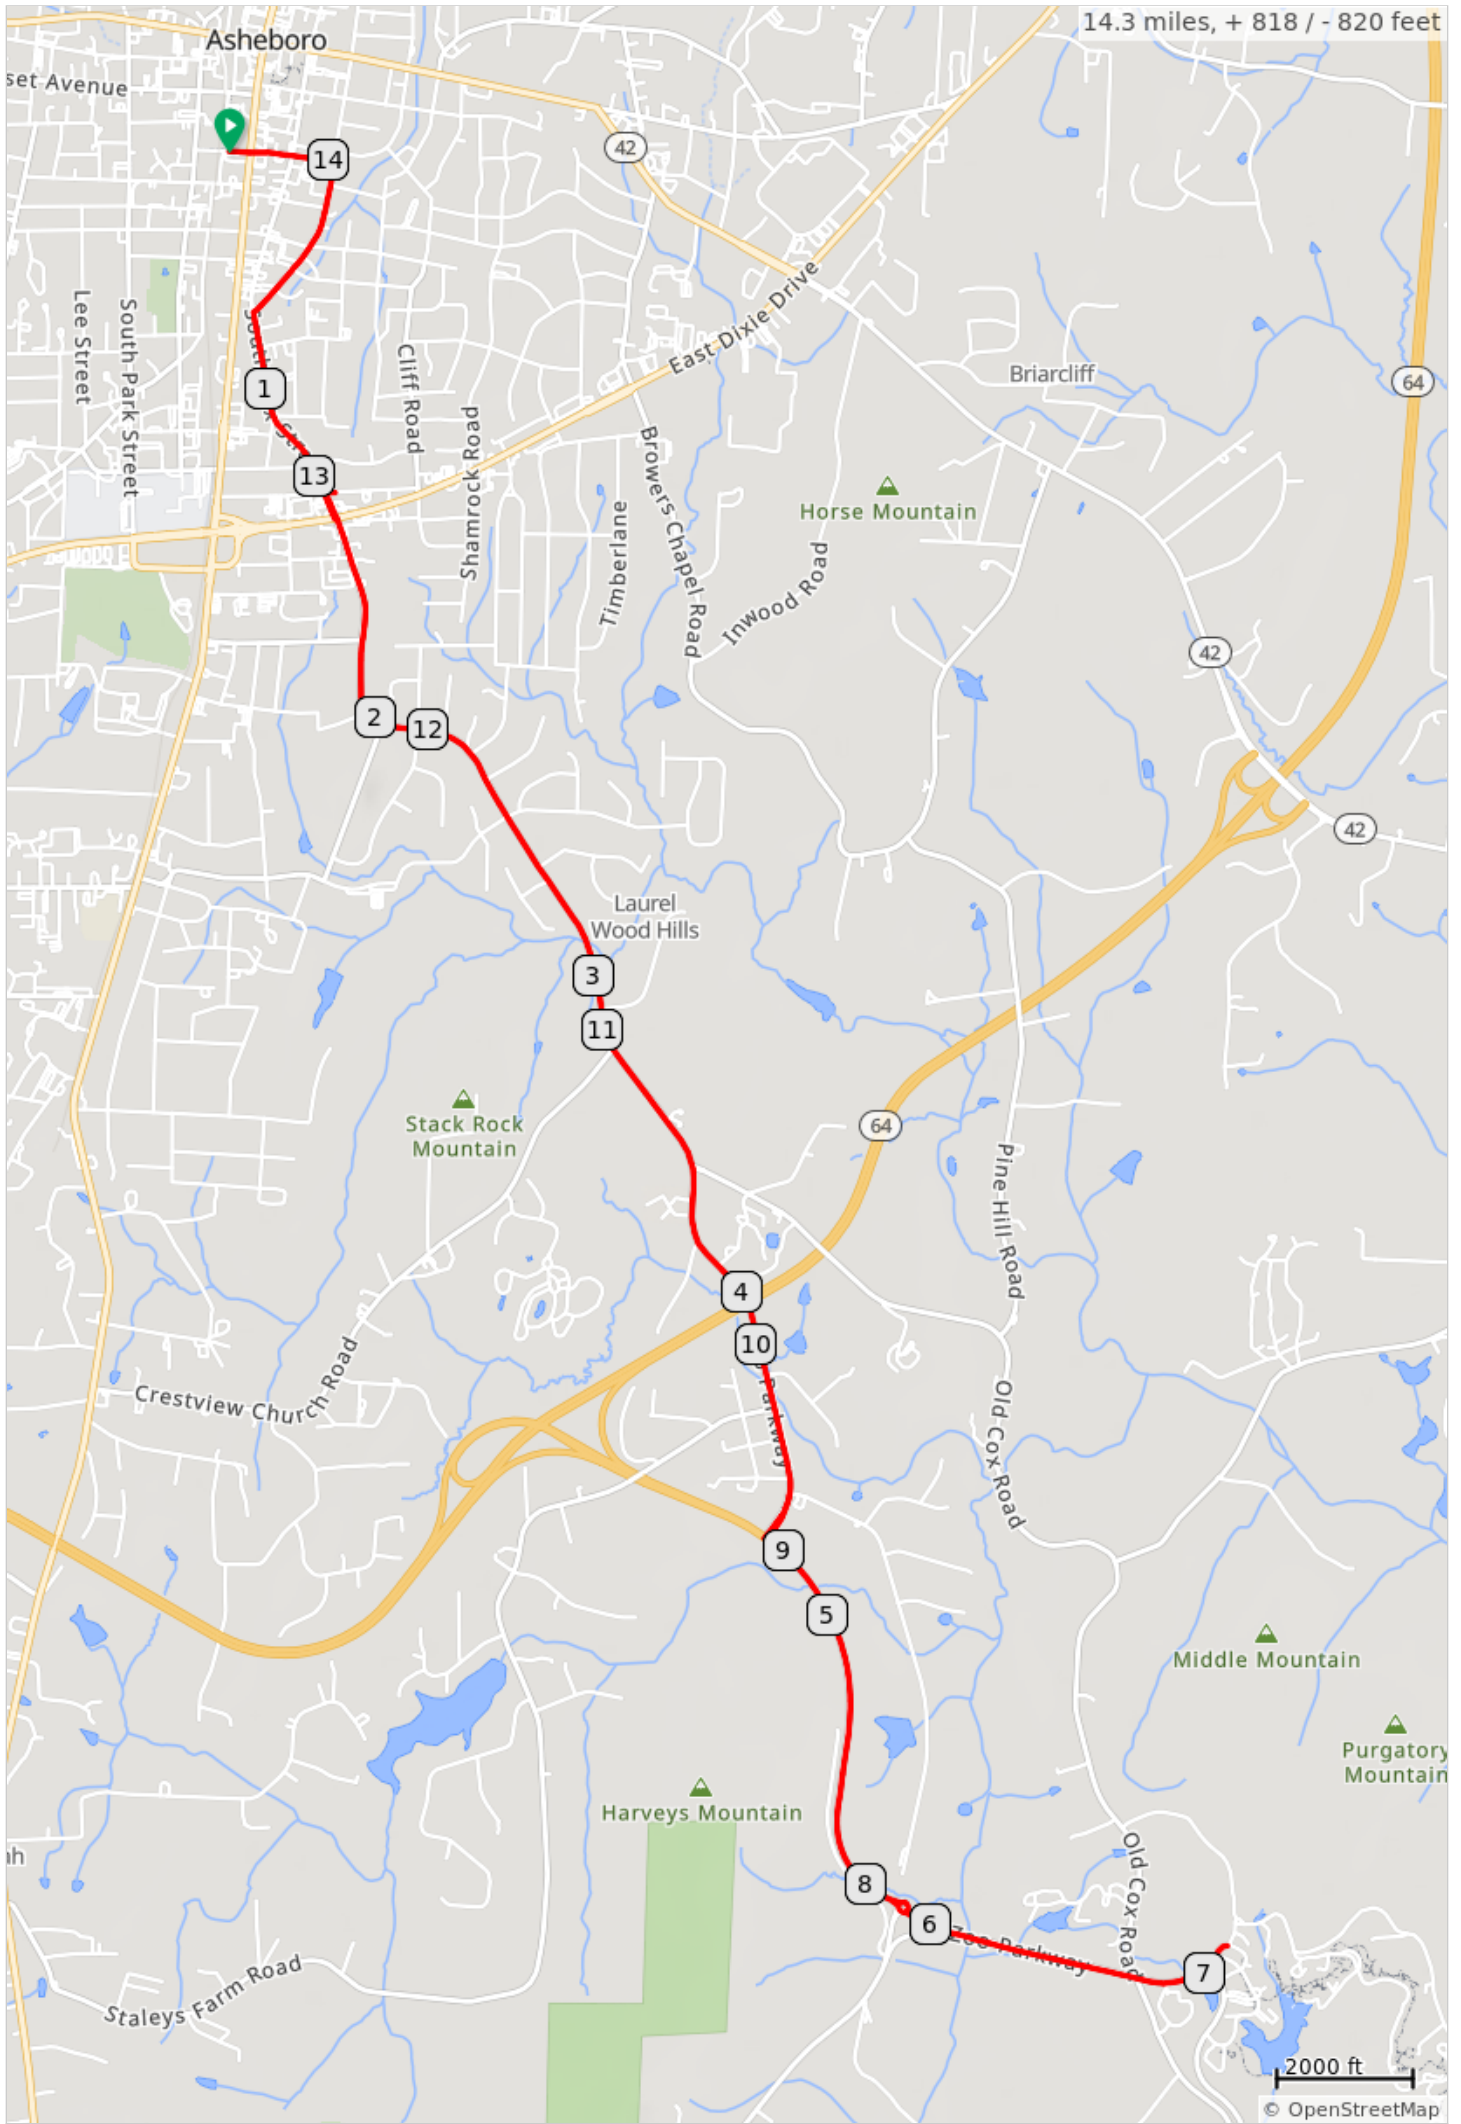 14.3 miles, + 818 / - 820 feet
Asheboro
set Avenue
42
14
Lee Street
South Park Street
Cliff Road
East Dixie Drive
Briarcliff
64
1
Shamrock Road
13
Browers Chapel Road
Horse Mountain
Timberlane
Inwood Road
42
2
12
42
Laurel
Wood Hills
3
11
Stack Rock
Mountain
64
Pine Hill Road
4
10
Parkway
Crestview Church Road
Old Cox Road
9
5
Middle Mountain
Purgatory
Mountain
Harveys Mountain
ah
Old Cox Road
8
6
Zoo Parkway
7
Staleys Farm Road
2000 ft
© OpenStreetMap